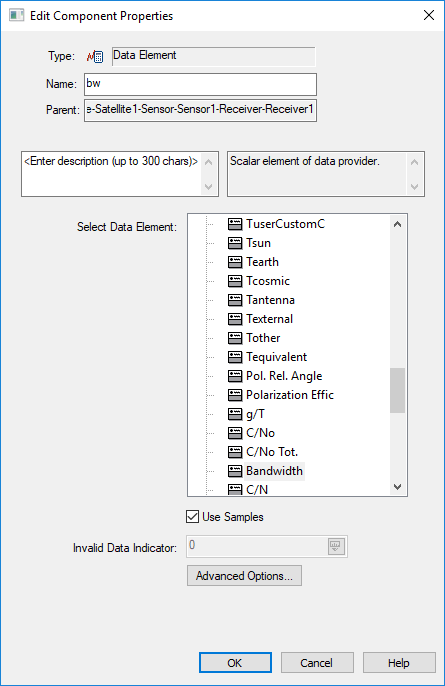 Edit Component Properties
Type: Data Element
Name: bw
Parent: e-Satellite1-Sensor-Sensor1-Receiver-Receiver1
<Enter description (up to 300 chars)> Scalar element of data provider.
Select Data Element: TuserCustomC
Tsun
Tearth
Tcosmic
Tantenna
Texternal
Tother
Tequivalent
Pol. Rel. Angle
Polarization Effic
g/T
C/No
C/No Tot.
Bandwidth
C/N
Use Samples
Invalid Data Indicator: 0
Advanced Options...
OK Cancel Help